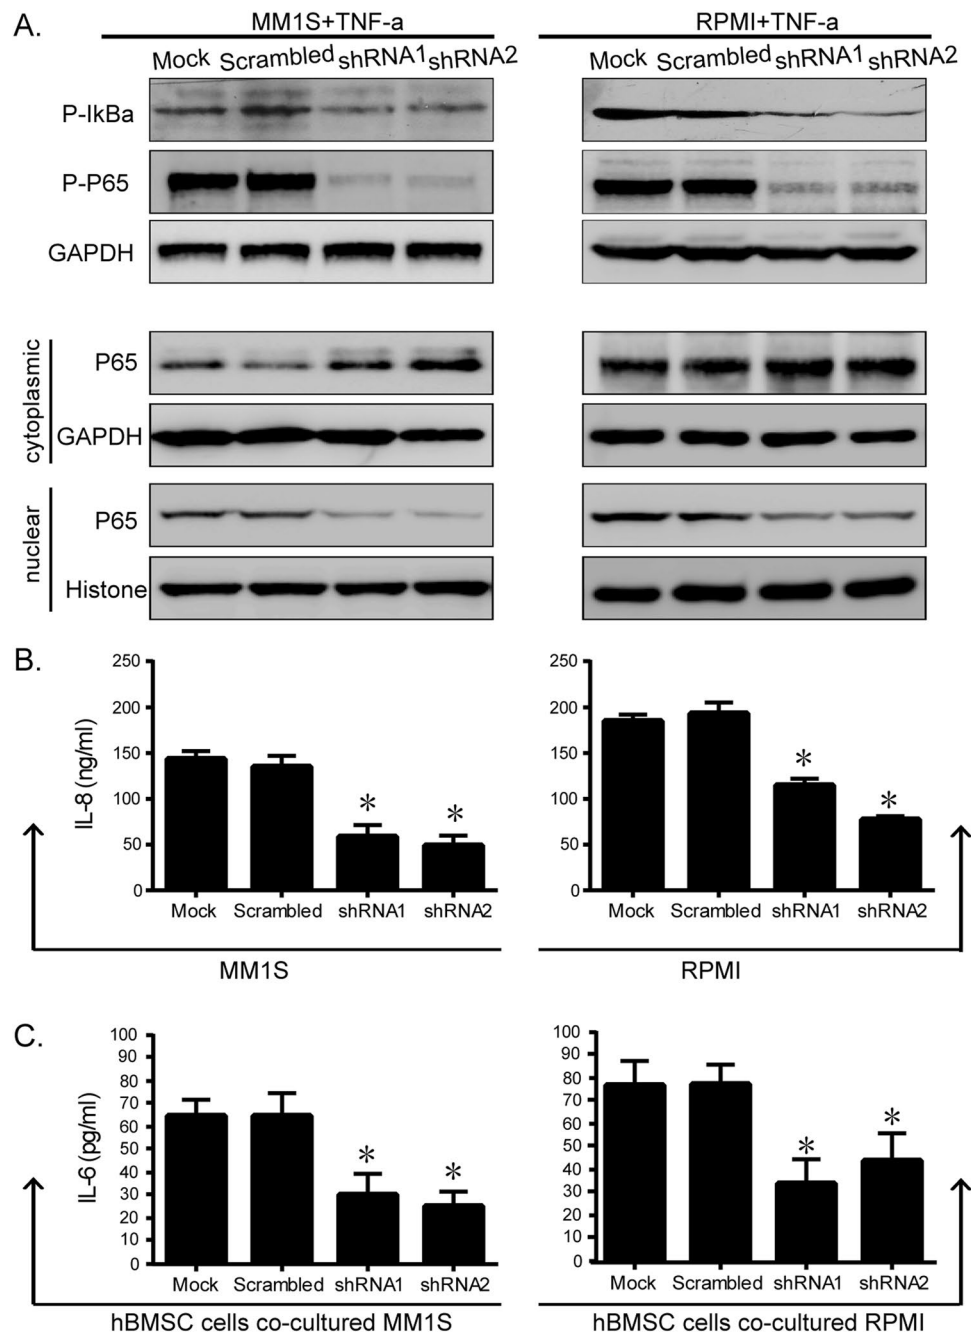 A.
MM1S+TNF-a
RPMI+TNF-a
Mock Scrambled shRNA1 shRNA2
Mock Scrambled shRNA1 shRNA2
P-IkBa
P-P65
GAPDH
cytoplasmic
P65
GAPDH
nuclear
P65
Histone
B.
IL-8 (ng/ml)
250
200
150
100
50
0
Mock Scrambled shRNA1 shRNA2
* *
MM1S
250
200
150
100
50
0
Mock Scrambled shRNA1 shRNA2
* *
RPMI
C.
IL-6 (pg/ml)
100
90
80
70
60
50
40
30
20
10
0
Mock Scrambled shRNA1 shRNA2
* *
hBMSC cells co-cultured MM1S
100
90
80
70
60
50
40
30
20
10
0
Mock Scrambled shRNA1 shRNA2
* *
hBMSC cells co-cultured RPMI